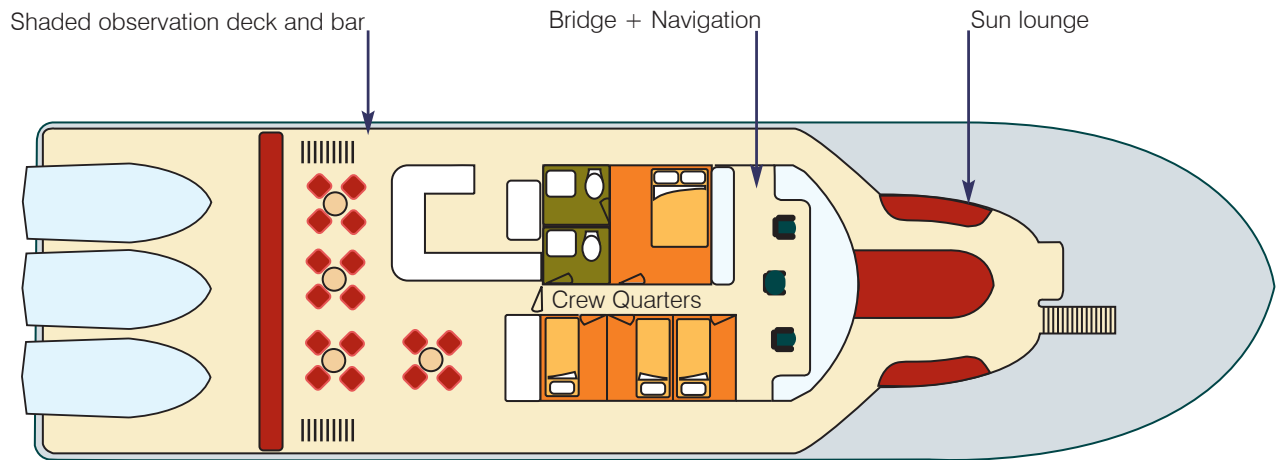 Shaded observation deck and bar
Bridge + Navigation
Sun lounge
Crew Quarters